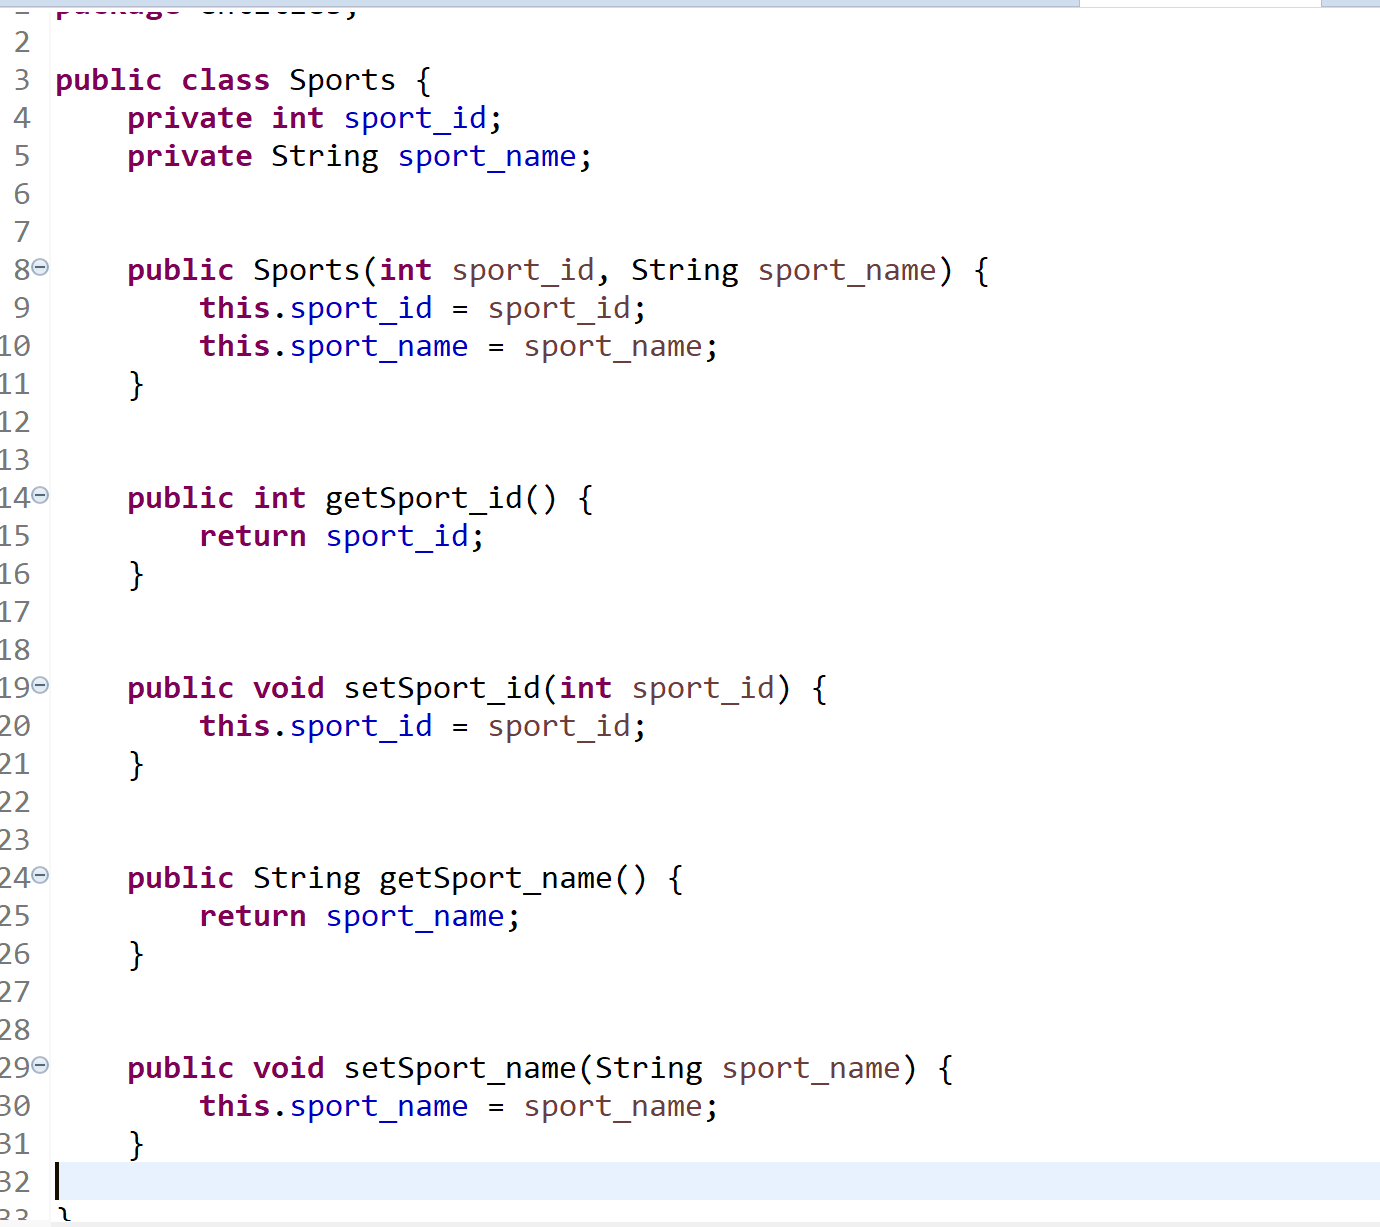 package entities;
2
3 public class Sports {
4 private int sport_id;
5 private String sport_name;
6
7
8 public Sports(int sport_id, String sport_name) {
9 this.sport_id = sport_id;
10 this.sport_name = sport_name;
11 }
12
13
14 public int getSport_id() {
15 return sport_id;
16 }
17
18
19 public void setSport_id(int sport_id) {
20 this.sport_id = sport_id;
21 }
22
23
24 public String getSport_name() {
25 return sport_name;
26 }
27
28
29 public void setSport_name(String sport_name) {
30 this.sport_name = sport_name;
31 }
32
33 }